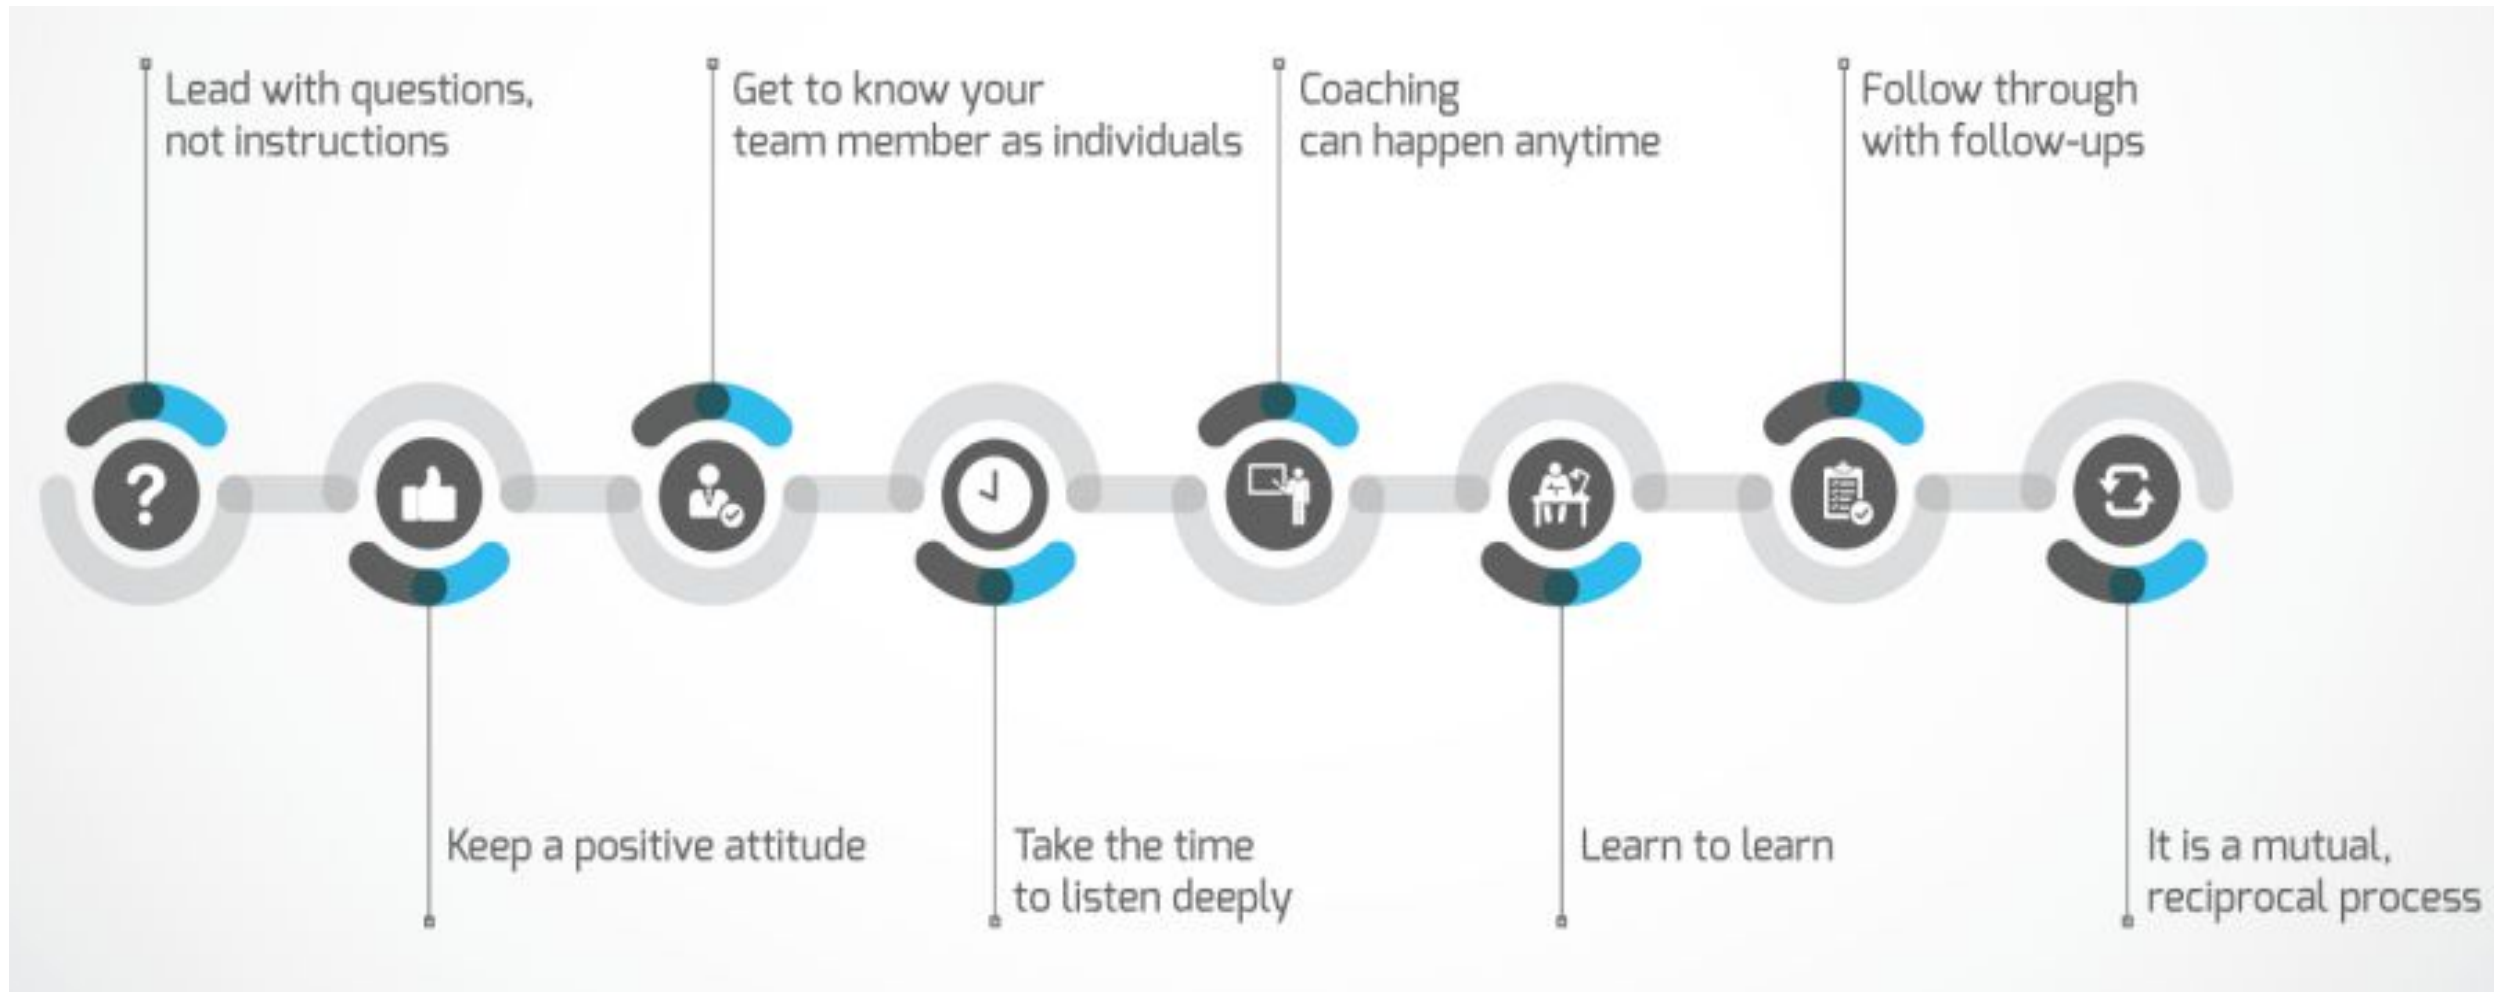 Lead with questions,
not instructions
Keep a positive attitude
Get to know your
team member as individuals
Take the time
to listen deeply
Coaching
can happen anytime
Learn to learn
Follow through
with follow-ups
It is a mutual,
reciprocal process